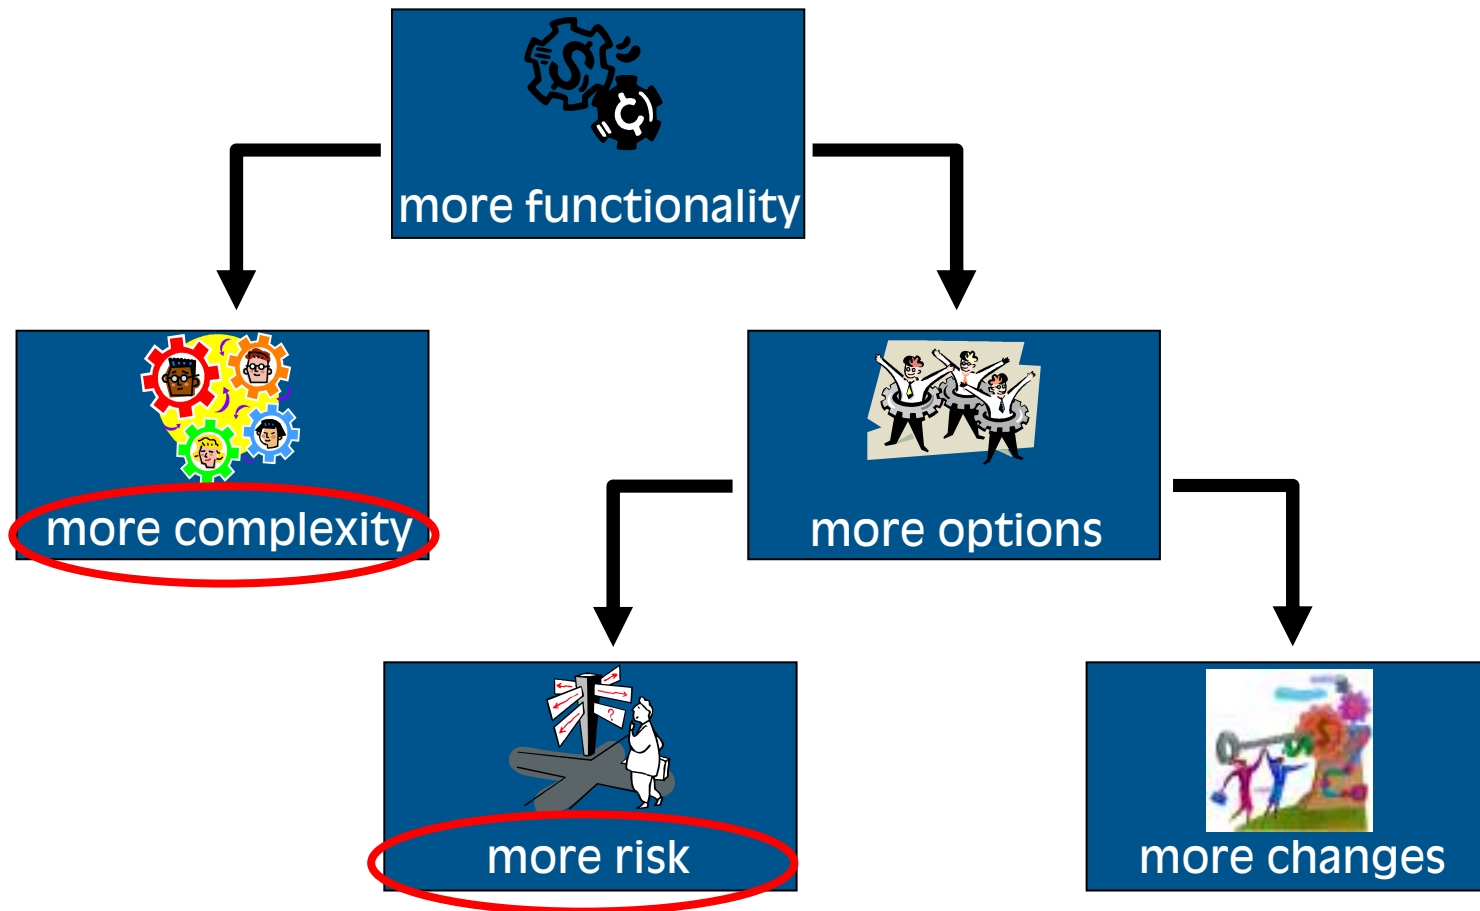 more functionality
more complexity
more options
more risk
more changes